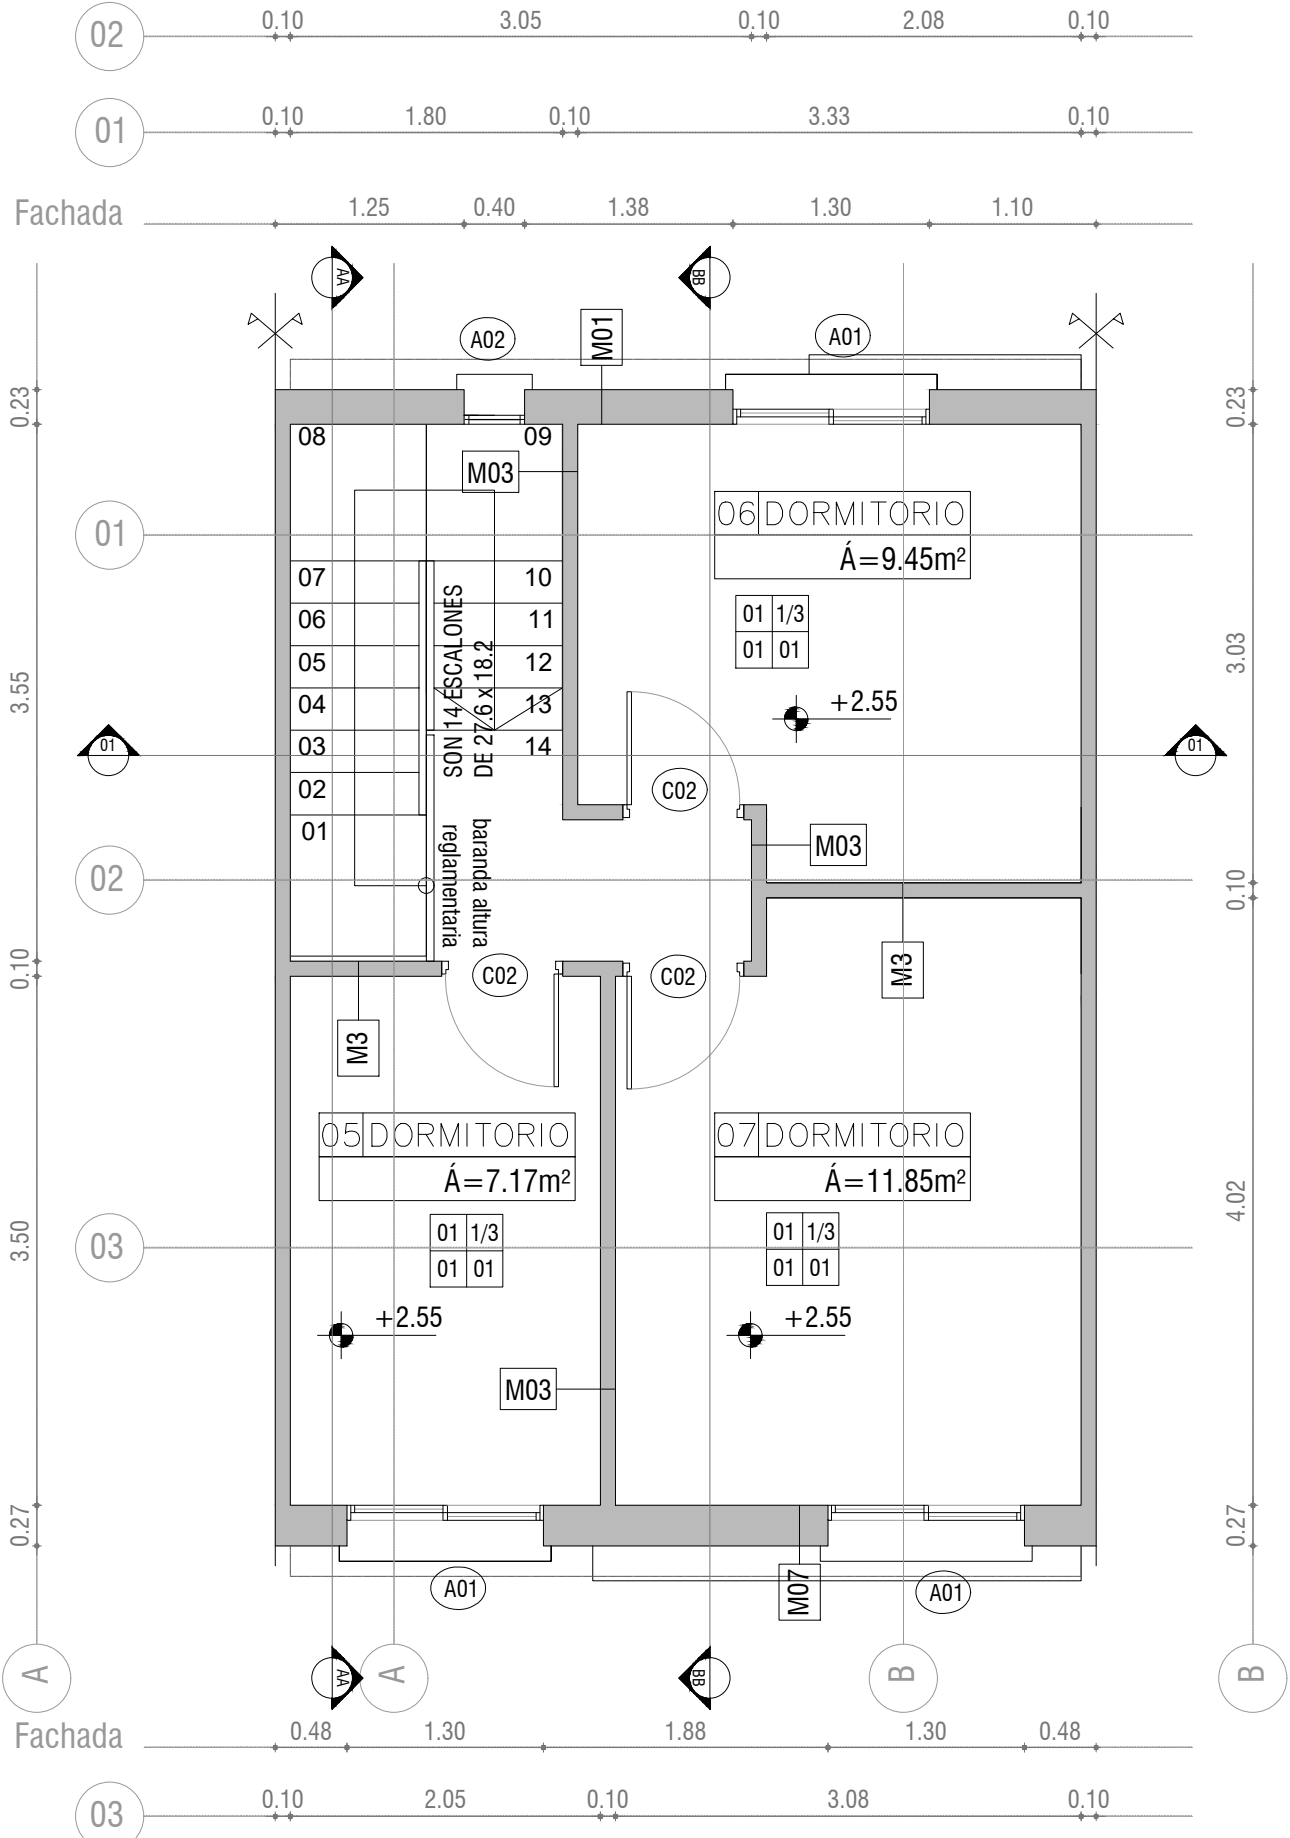 02 0.10 3.05 0.10 2.08 0.10
01 0.10 1.80 0.10 3.33 0.10
Fachada 1.25 0.40 1.38 1.30 1.10
AA BB
A02 M01 A01
0.23 0.23
08 09
M03
06 DORMITORIO
01
Á=9.45m²
07 10
06 11
05 12
04 13
03 14
02
01
SON 14 ESCALONES
DE 27.6 x 18.2
01 1/3
01 01
3.55 3.03
+2.55
01 01
C02
M03
baranda altura
reglamentaria
02
0.10 0.10
C02 C02 M3
M3
05 DORMITORIO 07 DORMITORIO
Á=7.17m² Á=11.85m²
01 1/3 01 1/3
01 01 01 01
03
3.50 4.02
+2.55 +2.55
M03
0.27 0.27
A01 M07 A01
A AA A BB B B
Fachada 0.48 1.30 1.88 1.30 0.48
03 0.10 2.05 0.10 3.08 0.10